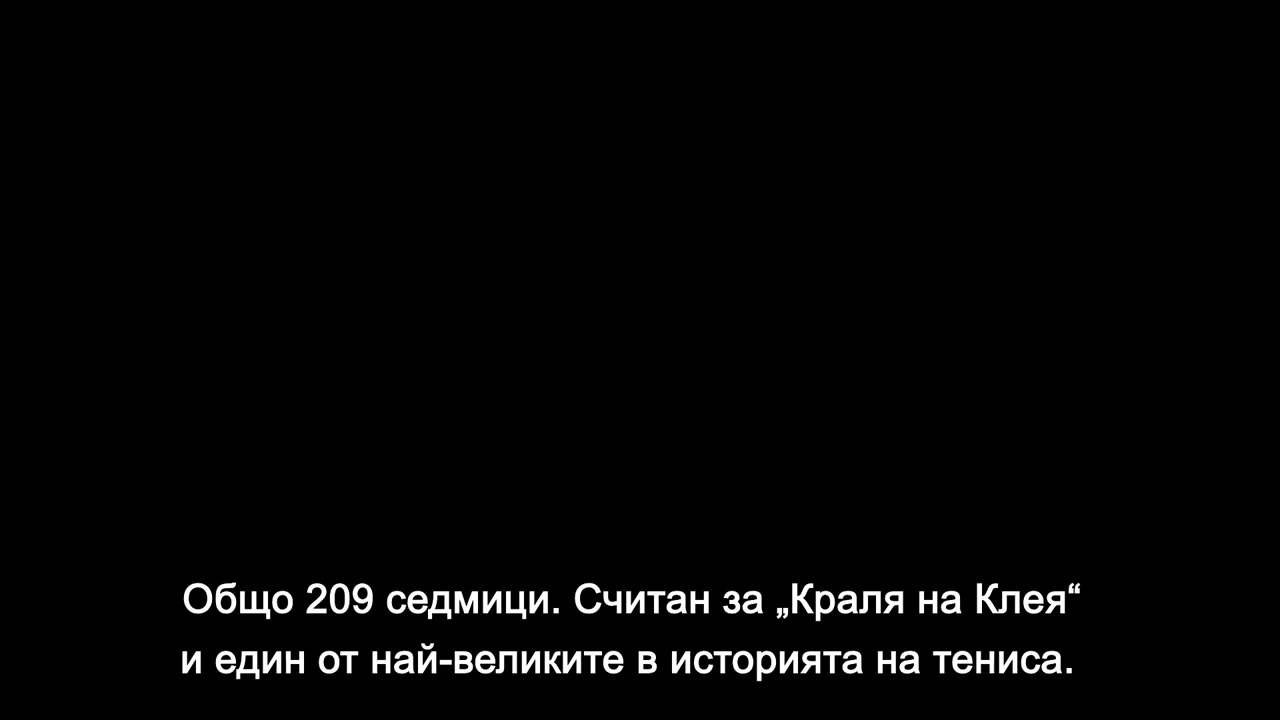 Общо 209 седмици. Считан за „Краля на Клея“
и един от най-великите в историята на тениса.